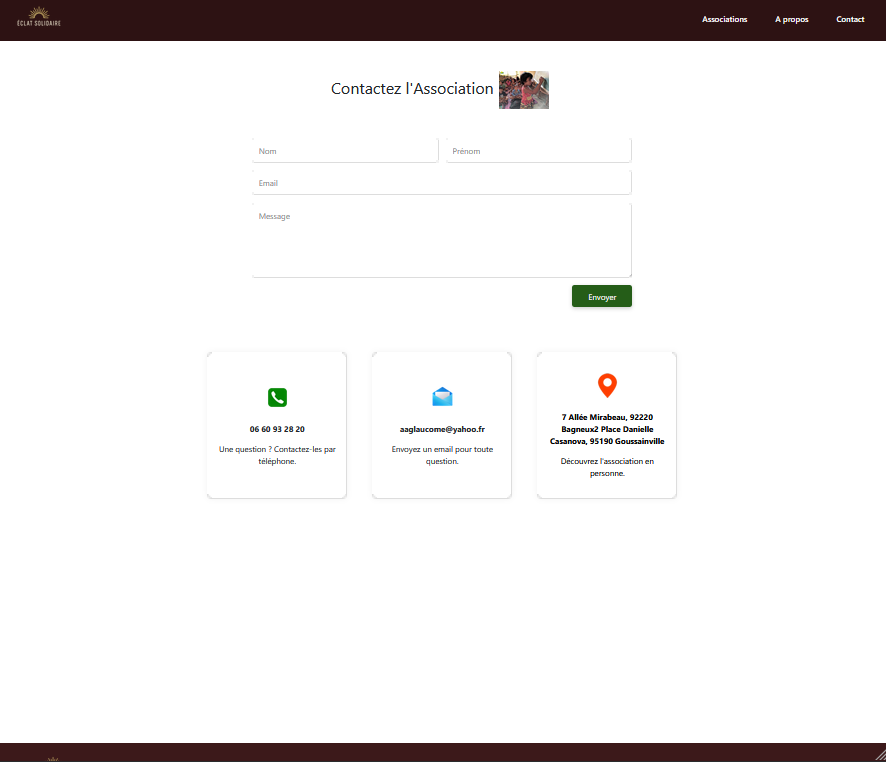 ÉCLAT SOLIDAIRE
Associations
A propos
Contact
Contactez l'Association
Nom
Prénom
Email
Message
Envoyer
06 60 93 28 20
Une question ? Contactez-les par
téléphone.
aaglaucome@yahoo.fr
Envoyez un email pour toute
question.
7 Allée Mirabeau, 92220
Bagneux2 Place Danielle
Casanova, 95190 Goussainville
Découvrez l'association en
personne.